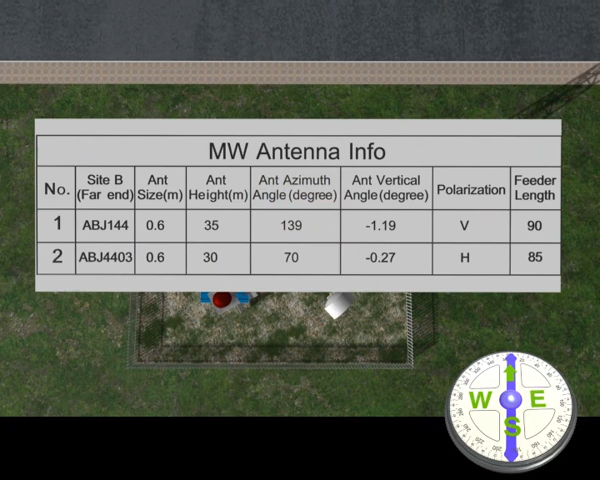 MW Antenna Info
No. Site B (Far end) Ant Size(m) Ant Height(m) Ant Azimuth Angle (degree) Ant Vertical Angle (degree) Polarization Feeder Length
1 ABJ144 0.6 35 139 -1.19 V 90
2 ABJ4403 0.6 30 70 -0.27 H 85
W E
S